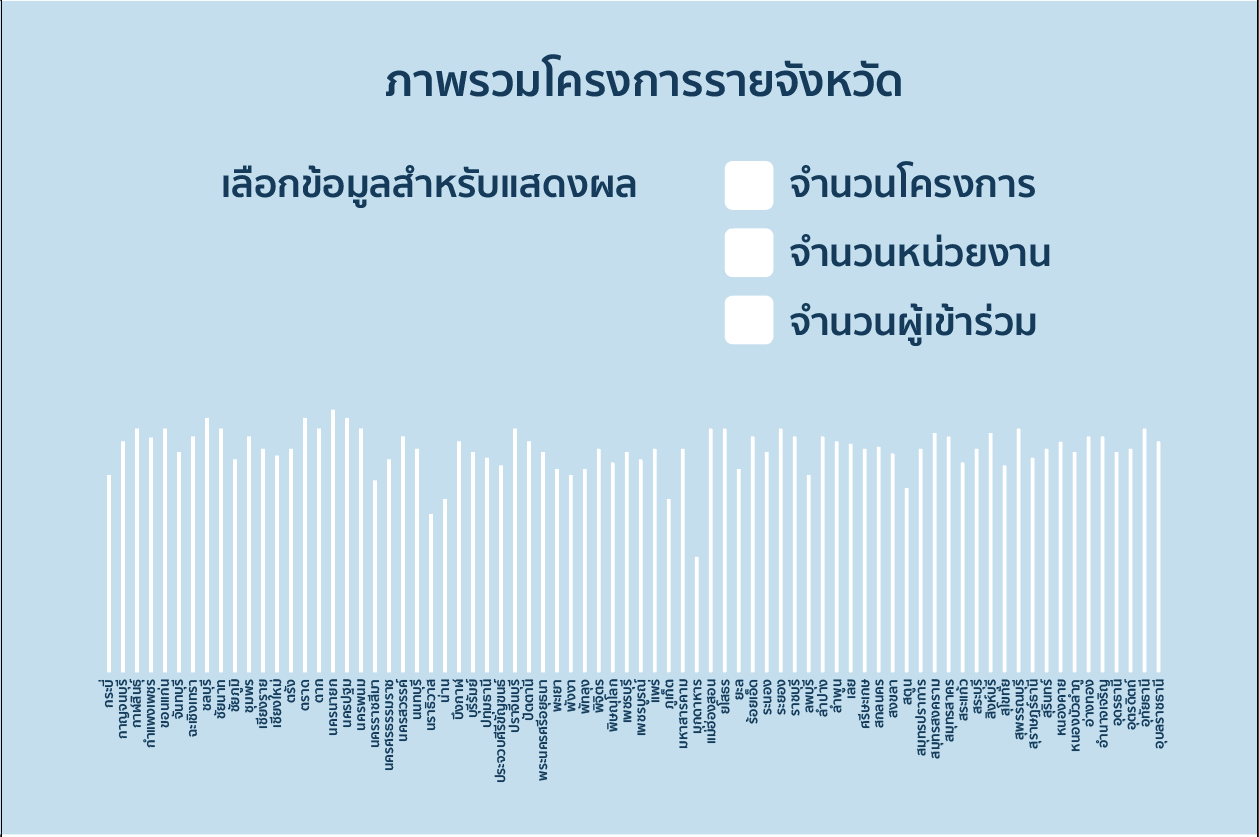 ภาพรวมโครงการรายจังหวัด
เลือกข้อมูลสำหรับแสดงผล
จำนวนโครงการ
จำนวนหน่วยงาน
จำนวนผู้เข้าร่วม
กระบี่
กาญจนบุรี
กาฬสินธุ์
กำแพงเพชร
ขอนแก่น
จันทบุรี
ฉะเชิงเทรา
ชลบุรี
ชัยนาท
ชัยภูมิ
ชุมพร
เชียงราย
เชียงใหม่
ตรัง
ตราด
ตาก
นครนายก
นครปฐม
นครพนม
นครราชสีมา
นครศรีธรรมราช
นครสวรรค์
นนทบุรี
นราธิวาส
น่าน
บึงกาฬ
บุรีรัมย์
ปทุมธานี
ประจวบคีรีขันธ์
ปราจีนบุรี
ปัตตานี
พระนครศรีอยุธยา
พะเยา
พังงา
พัทลุง
พิจิตร
พิษณุโลก
เพชรบุรี
เพชรบูรณ์
แพร่
ภูเก็ต
มหาสารคาม
มุกดาหาร
แม่ฮ่องสอน
ยโสธร
ยะลา
ร้อยเอ็ด
ระนอง
ระยอง
ราชบุรี
ลพบุรี
ลำปาง
ลำพูน
เลย
ศรีสะเกษ
สกลนคร
สงขลา
สตูล
สมุทรปราการ
สมุทรสงคราม
สมุทรสาคร
สระแก้ว
สระบุรี
สิงห์บุรี
สุโขทัย
สุพรรณบุรี
สุราษฎร์ธานี
สุรินทร์
หนองคาย
หนองบัวลำภู
อ่างทอง
อำนาจเจริญ
อุดรธานี
อุตรดิตถ์
อุทัยธานี
อุบลราชธานี